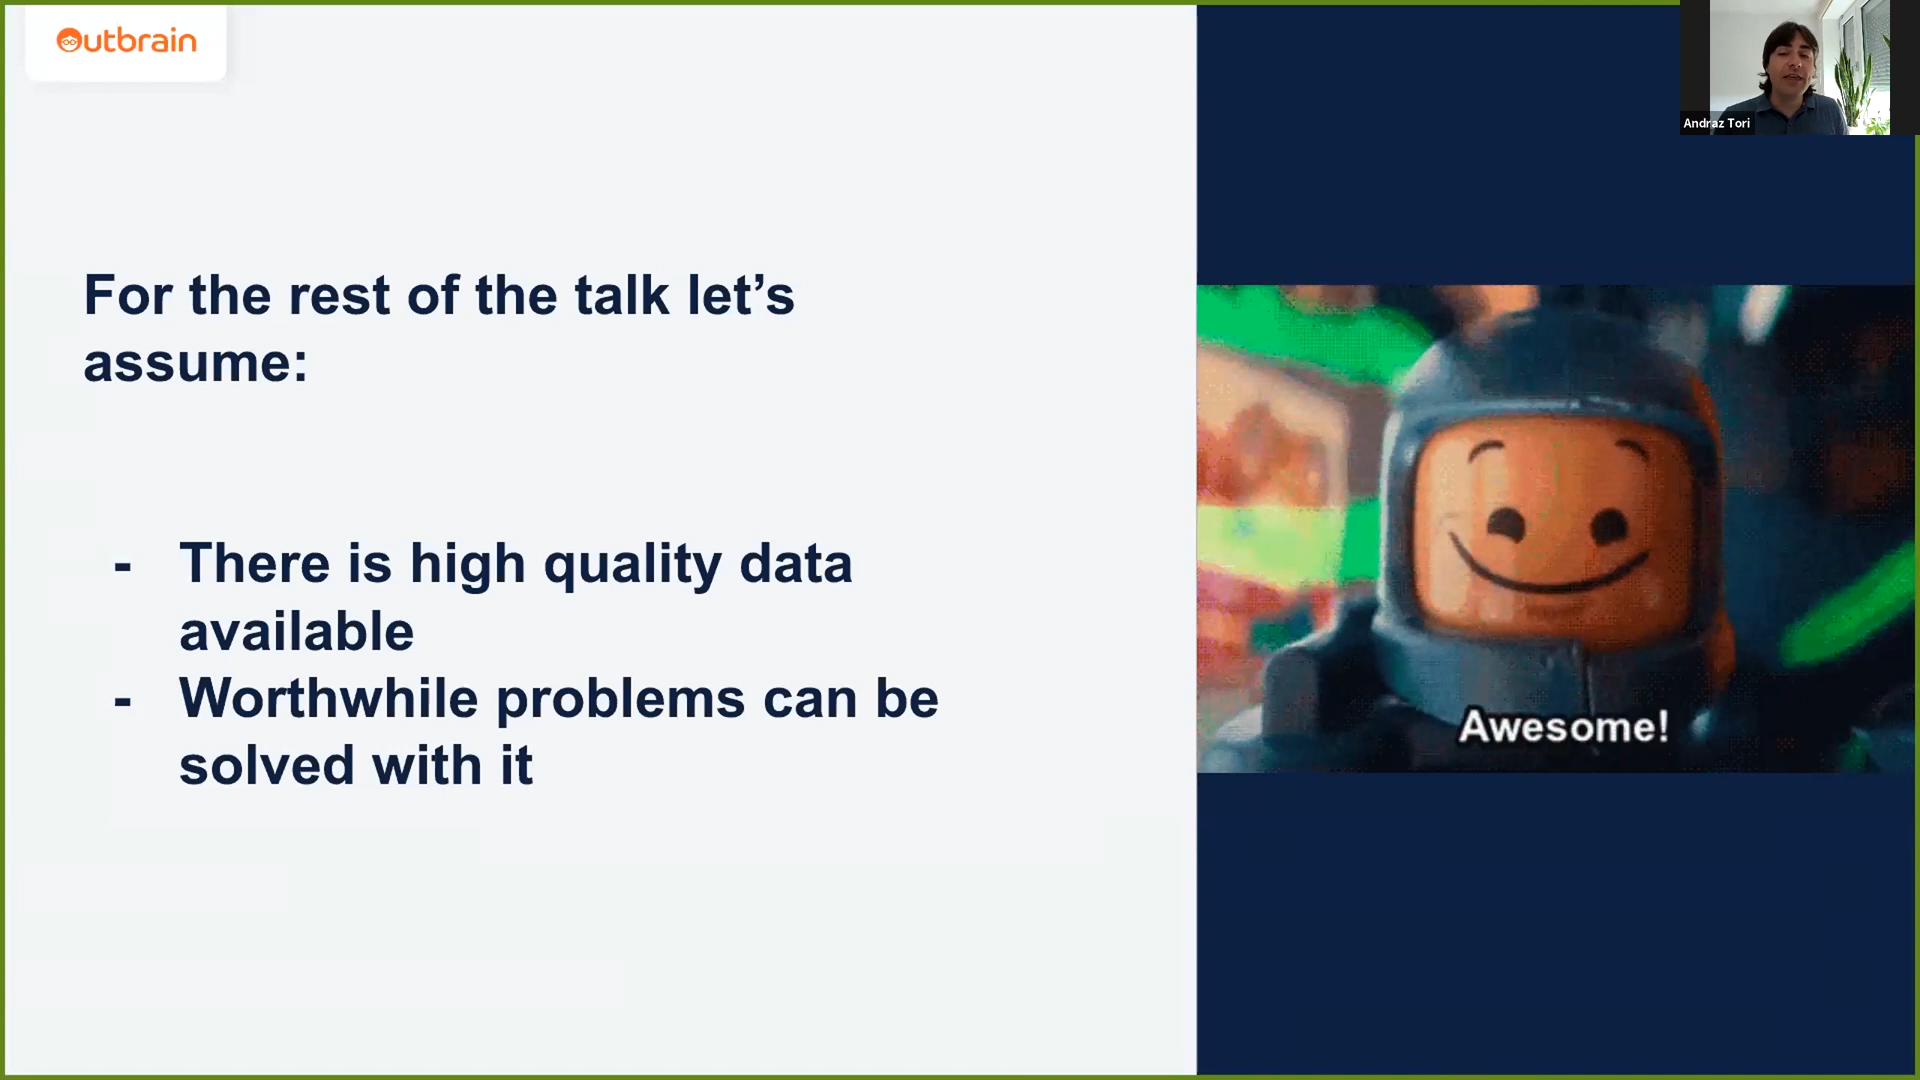 Outbrain
Andraz Tori
For the rest of the talk let’s
assume:
- There is high quality data
available
- Worthwhile problems can be
solved with it
Awesome!